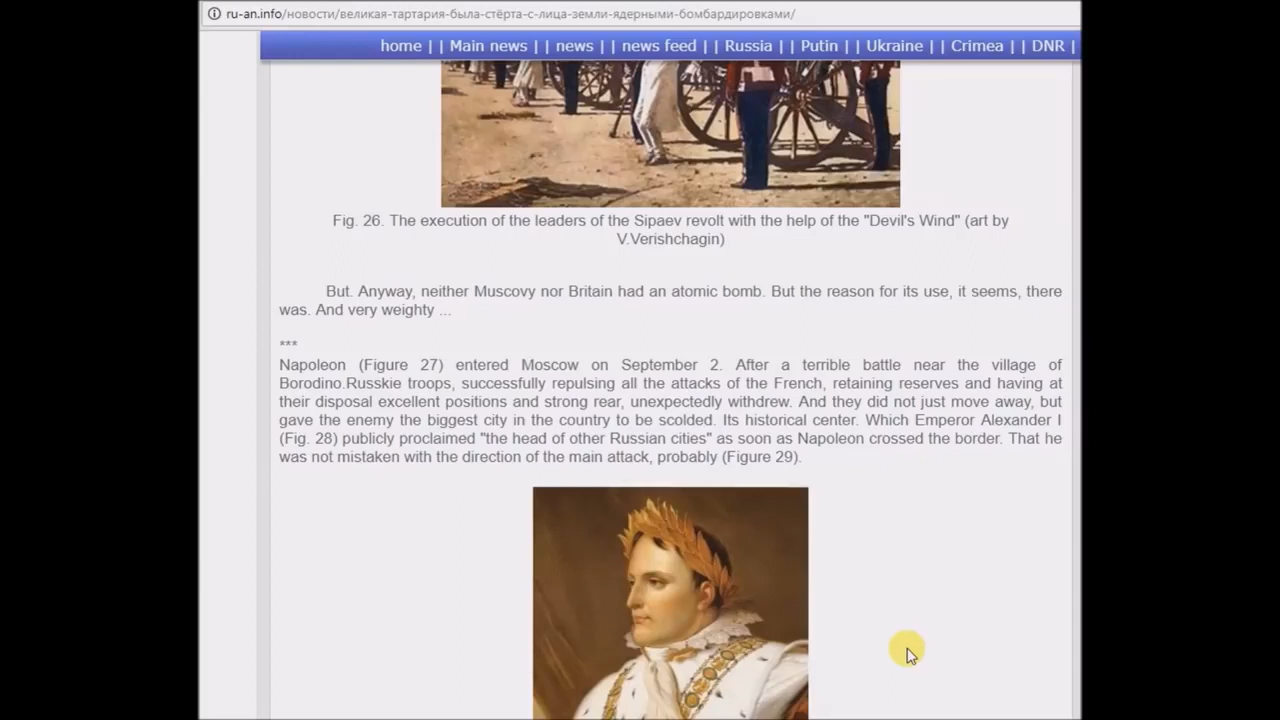 ru-an.info/новости/великая-тартария-была-стёрта-с-лица-земли-ядерными-бомбардировками/
home | | Main news | | news | | news feed | | Russia | | Putin | | Ukraine | | Crimea | | DNR |
Fig. 26. The execution of the leaders of the Sipaev revolt with the help of the "Devil's Wind" (art by
V.Verishchagin)
But. Anyway, neither Muscovy nor Britain had an atomic bomb. But the reason for its use, it seems, there
was. And very weighty ...
***
Napoleon (Figure 27) entered Moscow on September 2. After a terrible battle near the village of
Borodino.Russkie troops, successfully repulsing all the attacks of the French, retaining reserves and having at
their disposal excellent positions and strong rear, unexpectedly withdrew. And they did not just move away, but
gave the enemy the biggest city in the country to be scolded. Its historical center. Which Emperor Alexander I
(Fig. 28) publicly proclaimed "the head of other Russian cities" as soon as Napoleon crossed the border. That he
was not mistaken with the direction of the main attack, probably (Figure 29).